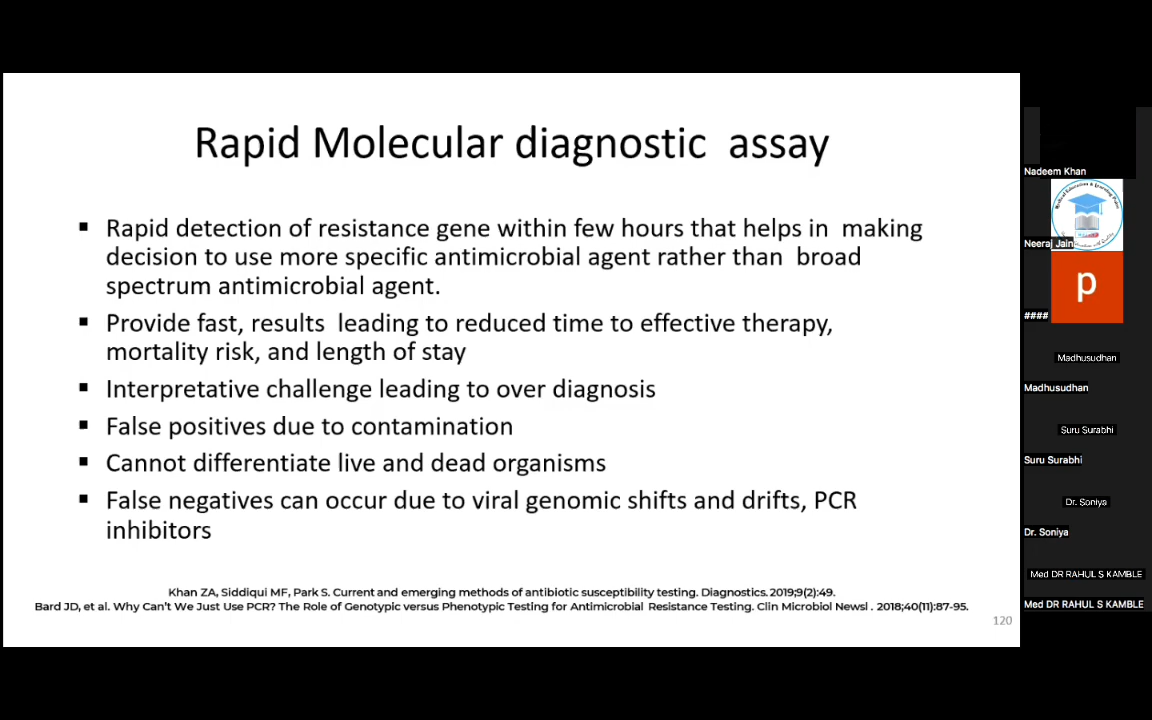 Rapid Molecular diagnostic assay
▪ Rapid detection of resistance gene within few hours that helps in making
decision to use more specific antimicrobial agent rather than broad
spectrum antimicrobial agent.
▪ Provide fast, results leading to reduced time to effective therapy,
mortality risk, and length of stay
▪ Interpretative challenge leading to over diagnosis
▪ False positives due to contamination
▪ Cannot differentiate live and dead organisms
▪ False negatives can occur due to viral genomic shifts and drifts, PCR
inhibitors
Khan ZA, Siddiqui MF, Park S. Current and emerging methods of antibiotic susceptibility testing. Diagnostics. 2019;9(2):49.
Bard JD, et al. Why Can't We Just Use PCR? The Role of Genotypic versus Phenotypic Testing for Antimicrobial Resistance Testing. Clin Microbiol Newsl . 2018;40(11):87-95.
120
Nadeem Khan
Medical Education & Learning Point
Neeraj Jain
p
####
Madhusudhan
Madhusudhan
Suru Surabhi
Suru Surabhi
Dr. Soniya
Dr. Soniya
Med DR RAHUL S KAMBLE
Med DR RAHUL S KAMBLE